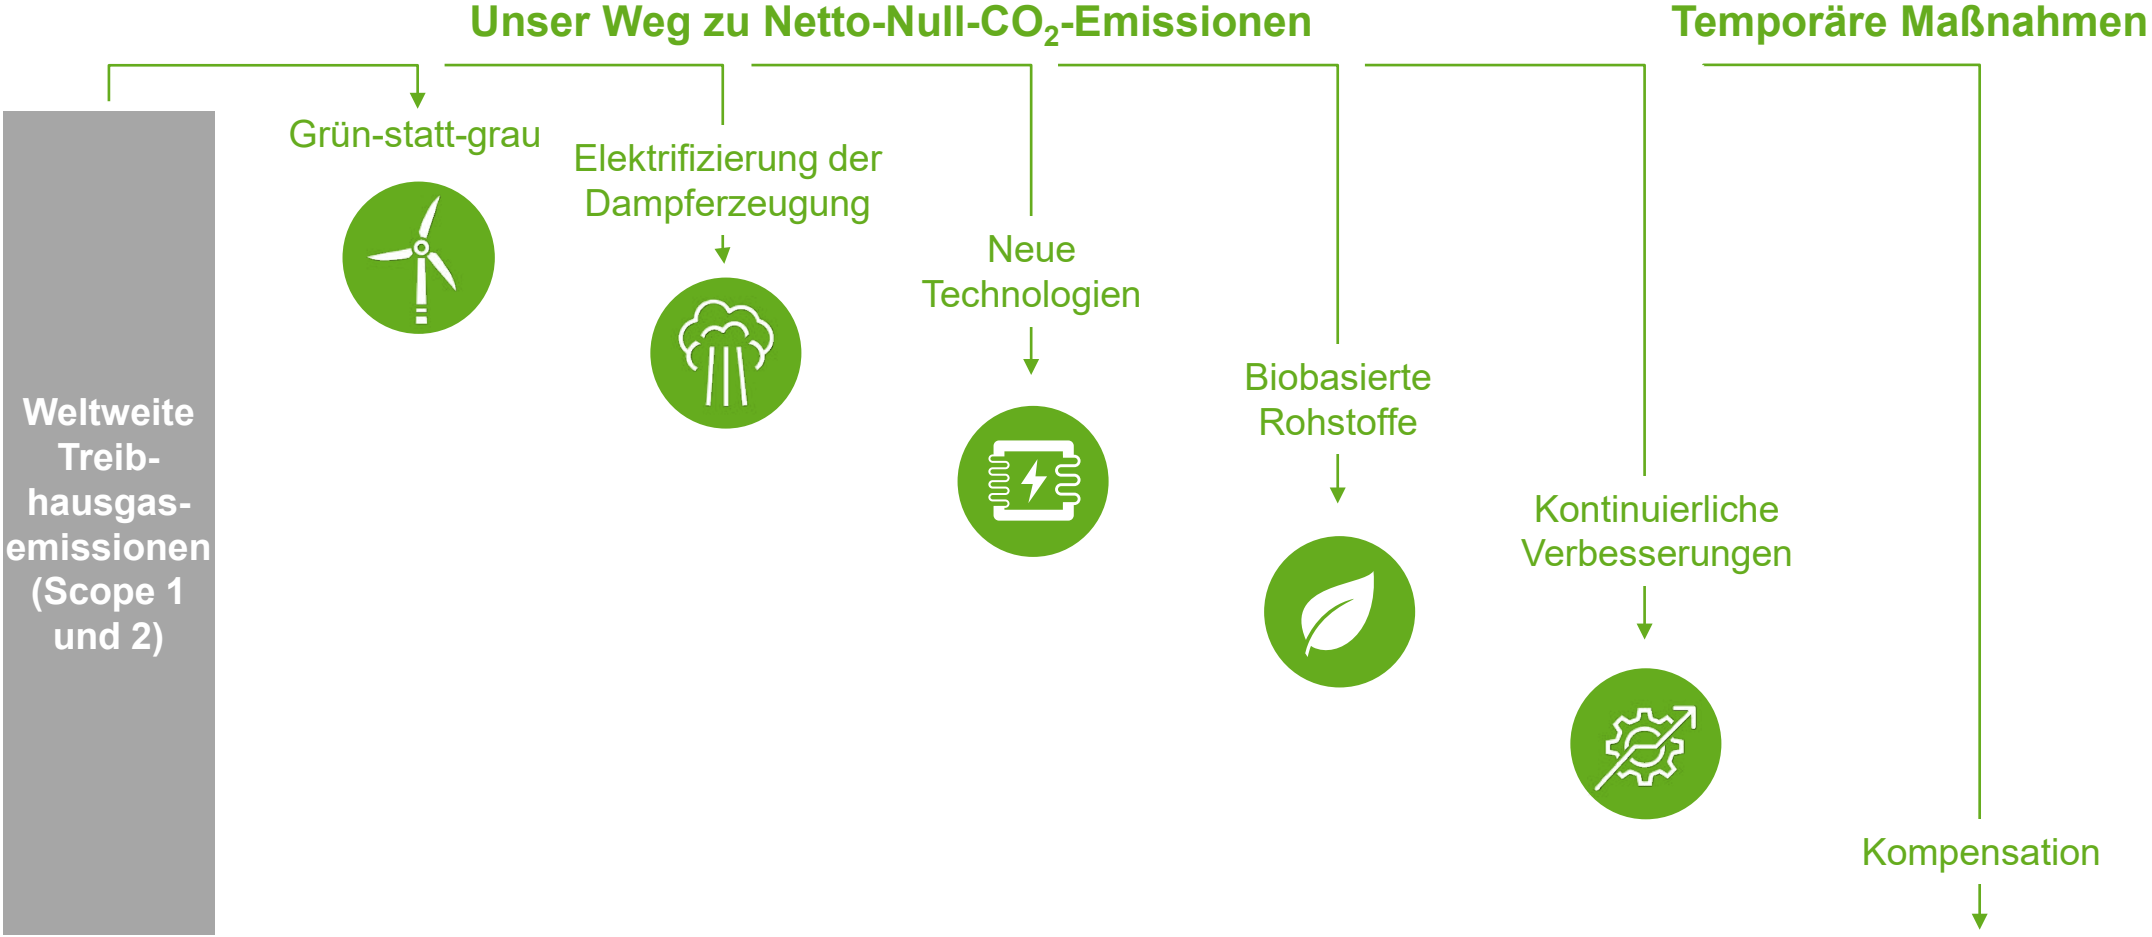 Unser Weg zu Netto-Null-CO₂-Emissionen
Temporäre Maßnahmen
Weltweite
Treib-
hausgas-
emissionen
(Scope 1
und 2)
Grün-statt-grau
Elektrifizierung der
Dampferzeugung
Neue
Technologien
Biobasierte
Rohstoffe
Kontinuierliche
Verbesserungen
Kompensation